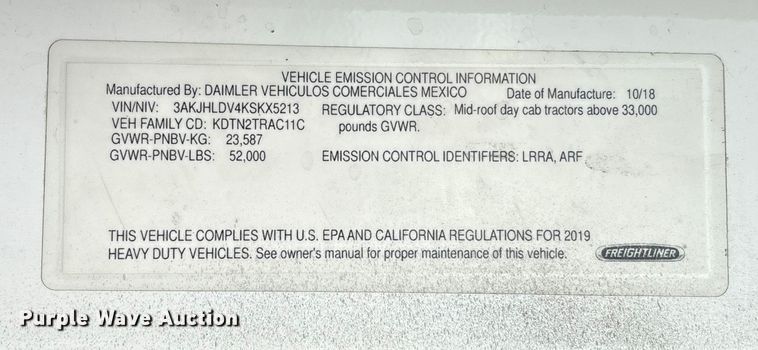 VEHICLE EMISSION CONTROL INFORMATION
Manufactured By: DAIMLER VEHICULOS COMERCIALES MEXICO Date of Manufacture: 10/18
VIN/NIV: 3AKJHLDV4KSKX5213 REGULATORY CLASS: Mid-roof day cab tractors above 33,000
VEH FAMILY CD: KDTN2TRAC11C pounds GVWR.
GVWR-PNBV-KG: 23,587
GVWR-PNBV-LBS: 52,000 EMISSION CONTROL IDENTIFIERS: LRRA, ARF
THIS VEHICLE COMPLIES WITH U.S. EPA AND CALIFORNIA REGULATIONS FOR 2019
HEAVY DUTY VEHICLES. See owner's manual for proper maintenance of this vehicle. FREIGHTLINER
Purple Wave Auction